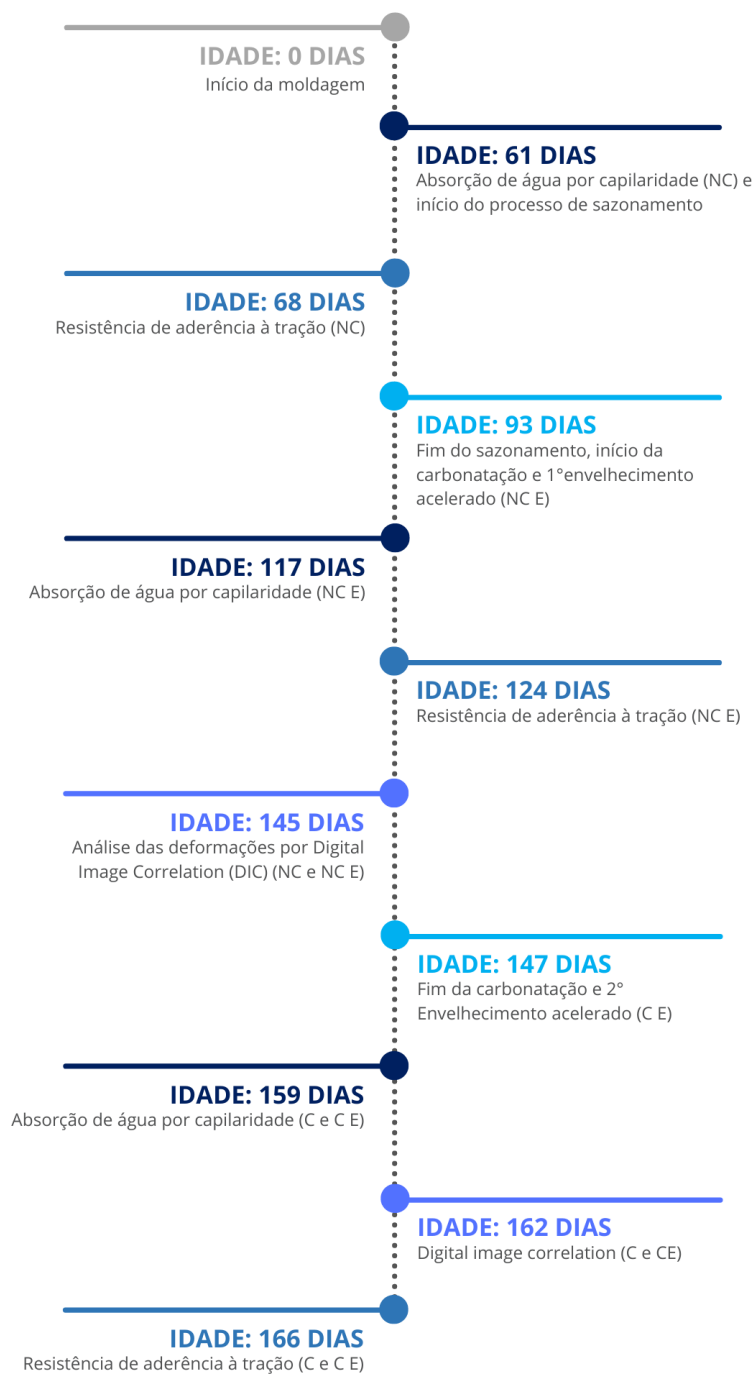 IDADE: 0 DIAS
Início da moldagem
IDADE: 61 DIAS
Absorção de água por capilaridade (NC) e
início do processo de sazonamento
IDADE: 68 DIAS
Resistência de aderência à tração (NC)
IDADE: 93 DIAS
Fim do sazonamento, início da
carbonatação e 1°envelhecimento
acelerado (NC E)
IDADE: 117 DIAS
Absorção de água por capilaridade (NC E)
IDADE: 124 DIAS
Resistência de aderência à tração (NC E)
IDADE: 145 DIAS
Análise das deformações por Digital
Image Correlation (DIC) (NC e NC E)
IDADE: 147 DIAS
Fim da carbonatação e 2°
Envelhecimento acelerado (C E)
IDADE: 159 DIAS
Absorção de água por capilaridade (C e C E)
IDADE: 162 DIAS
Digital image correlation (C e CE)
IDADE: 166 DIAS
Resistência de aderência à tração (C e C E)